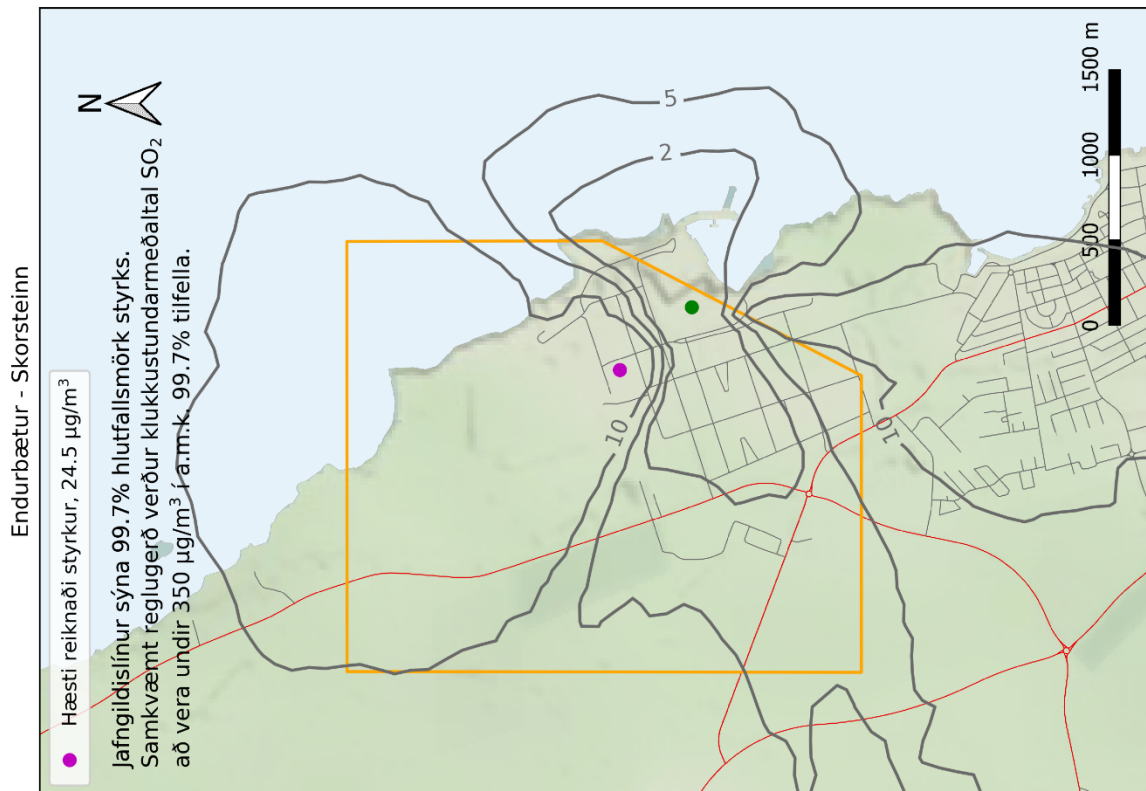 Endurbætur - Skorsteinn
Hæsti reiknaði styrkur, 24.5 µg/m³
Jafngildislínur sýna 99.7% hlutfallsmörk styrks.
Samkvæmt reglugerð verður klukkustundarmeðaltal SO₂
að vera undir 350 µg/m³ í a.m.k. 99.7% tilfella.
N
5
2
10
10
0 500 1000 1500 m